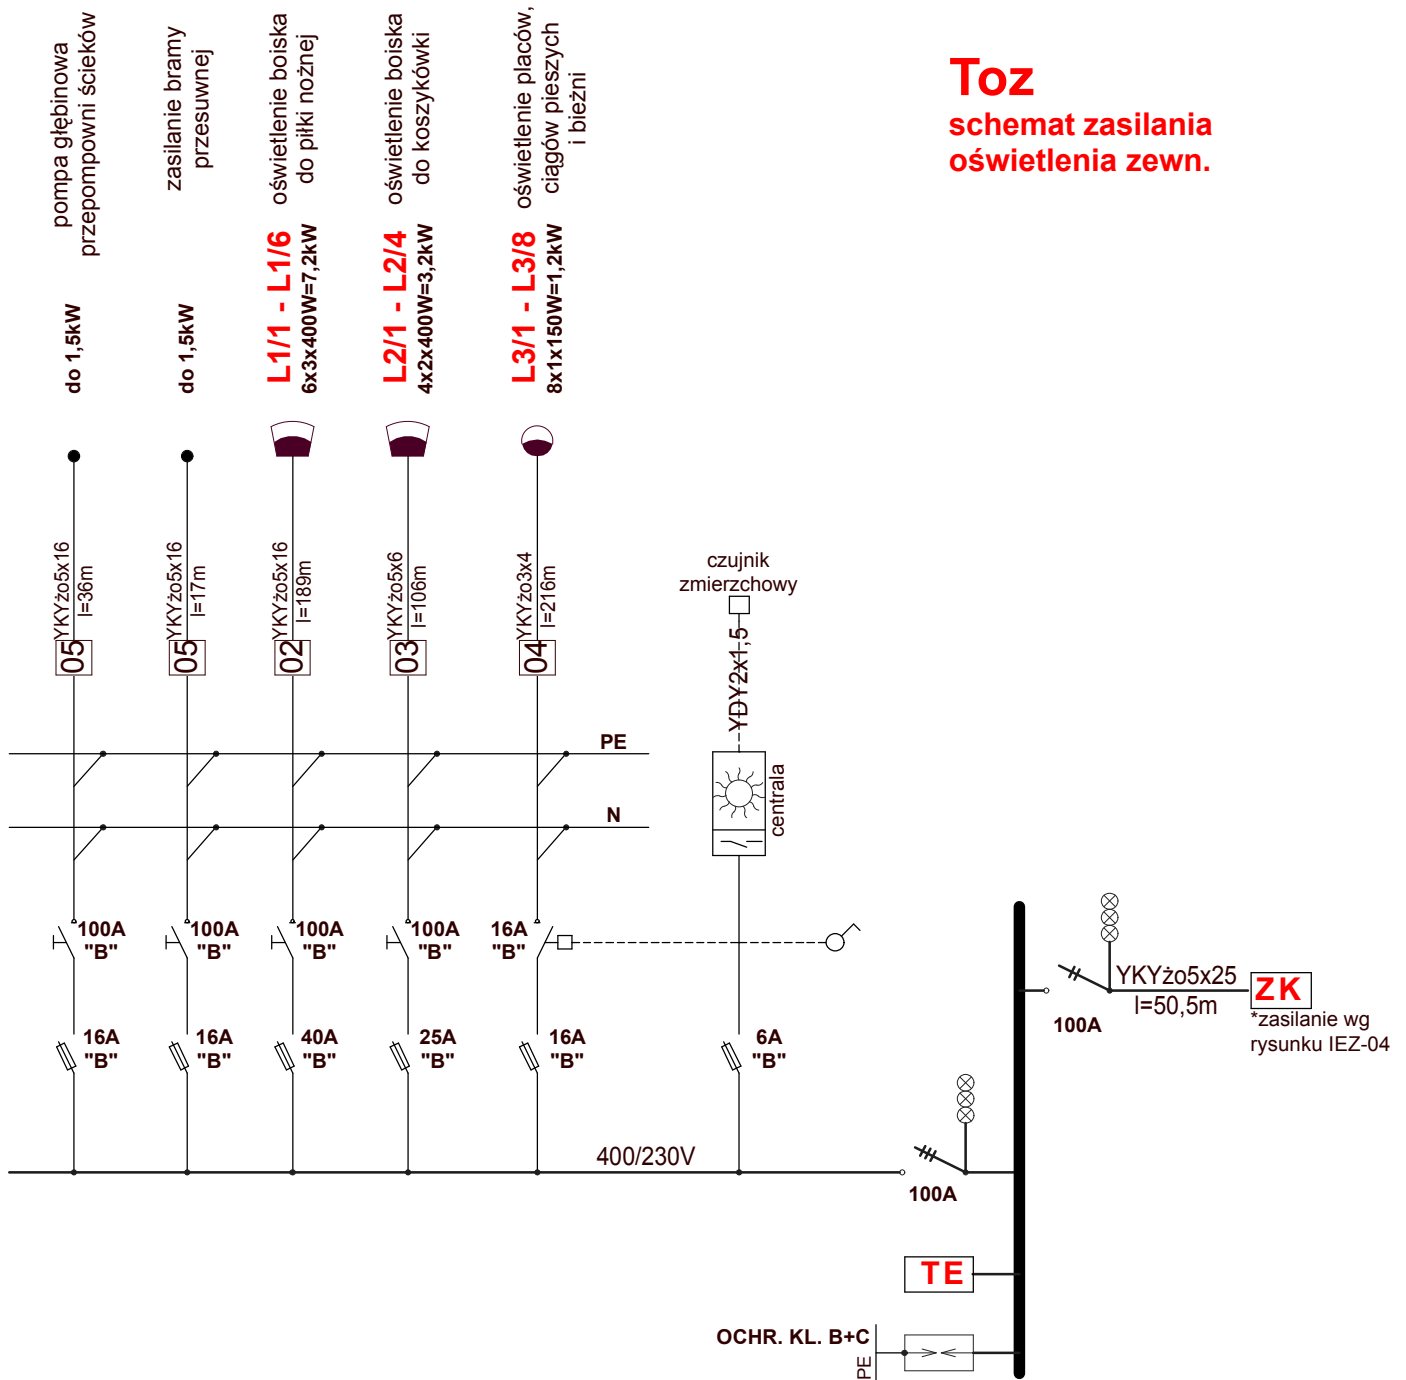 Toz
schemat zasilania
oświetlenia zewn.
pompa głębinowa
przepompowni ścieków
do 1,5kW
zasilanie bramy
przesuwnej
do 1,5kW
oświetlenie boiska
do piłki nożnej
L1/1 - L1/6
6x3x400W=7,2kW
oświetlenie boiska
do koszykówki
L2/1 - L2/4
4x2x400W=3,2kW
oświetlenie placów,
ciągów pieszych
i bieżni
L3/1 - L3/8
8x1x150W=1,2kW
YKYżo5x16
l=36m
YKYżo5x16
l=17m
YKYżo5x16
l=189m
YKYżo5x6
l=106m
YKYżo3x4
l=216m
czujnik
zmierzchowy
YDY2x1,5
05
05
02
03
04
PE
N
centrala
100A
"B"
100A
"B"
100A
"B"
100A
"B"
16A
"B"
16A
"B"
16A
"B"
40A
"B"
25A
"B"
16A
"B"
6A
"B"
YKYżo5x25
l=50,5m
ZK
100A
*zasilanie wg
rysunku IEZ-04
400/230V
100A
TE
OCHR. KL. B+C
PE